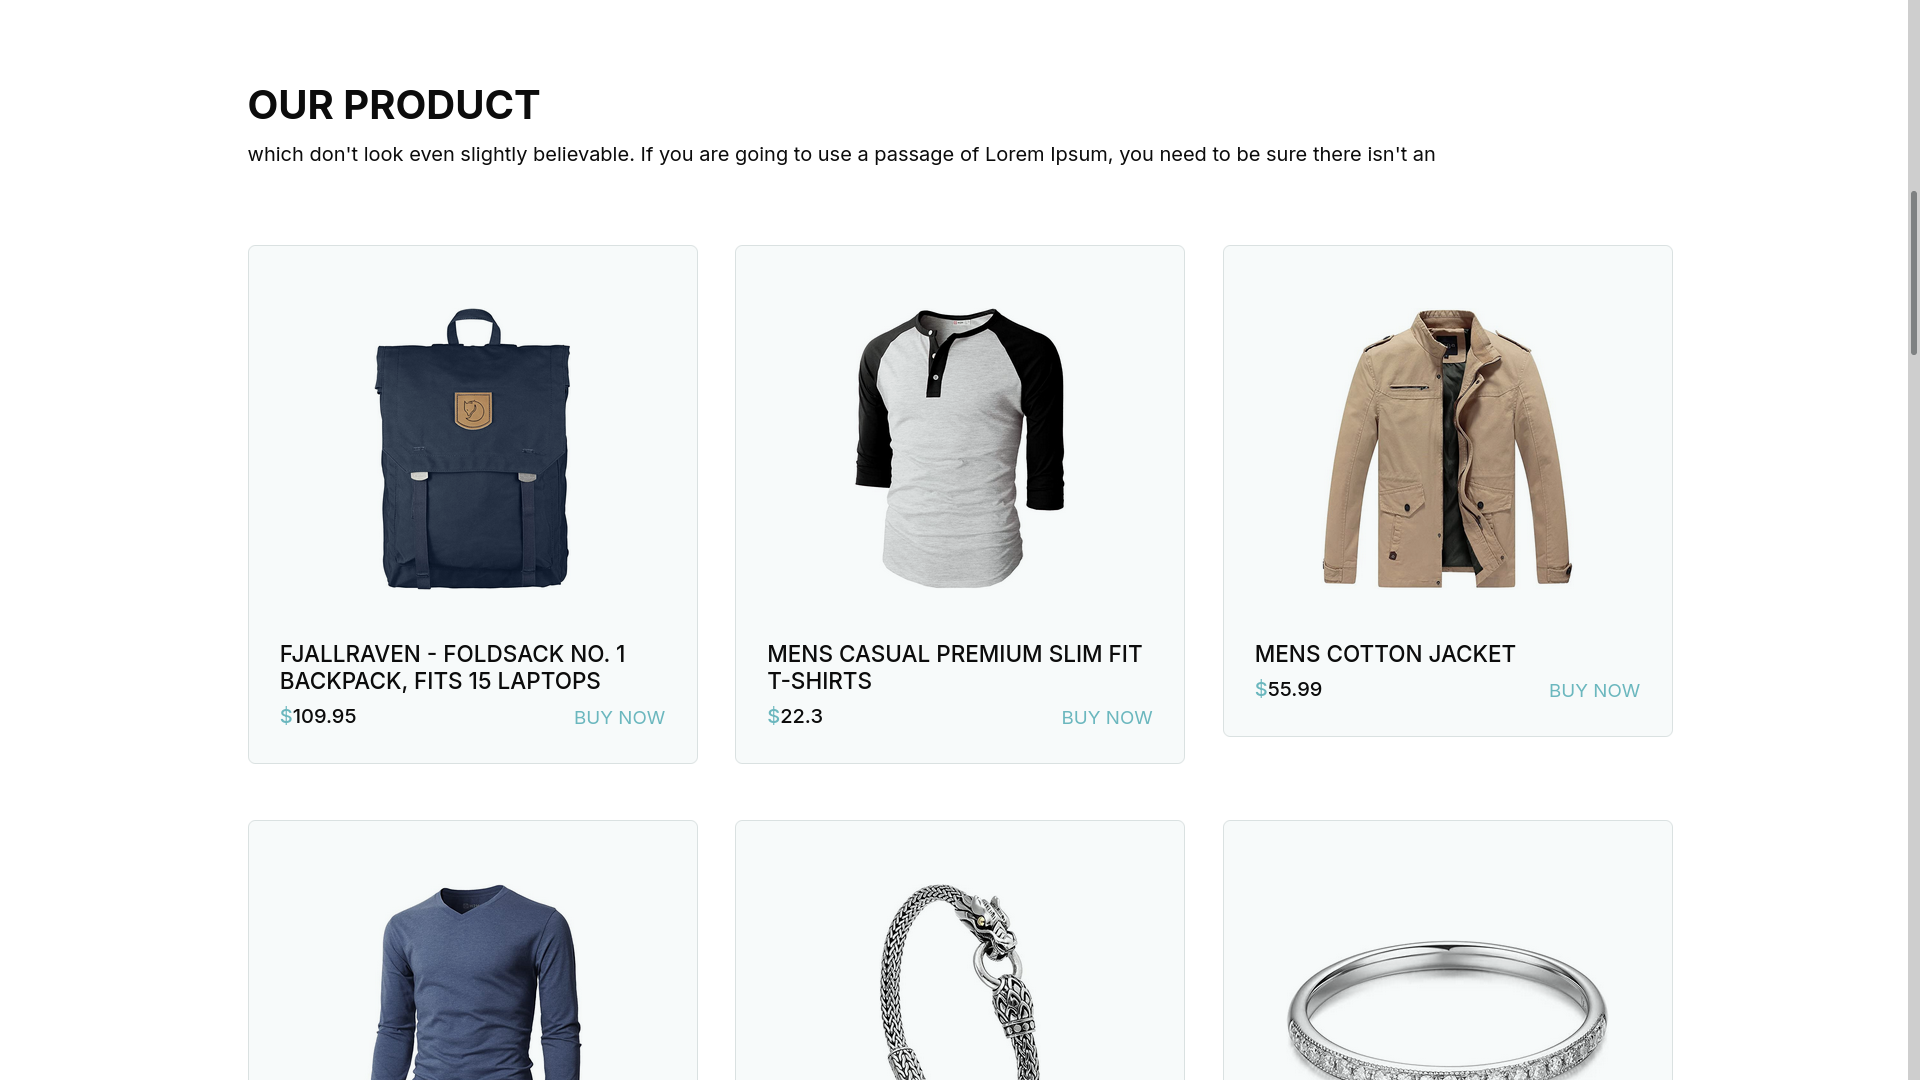 OUR PRODUCT
which don't look even slightly believable. If you are going to use a passage of Lorem Ipsum, you need to be sure there isn't an
FJALLRAVEN - FOLDSACK NO. 1
BACKPACK, FITS 15 LAPTOPS
$109.95
BUY NOW
MENS CASUAL PREMIUM SLIM FIT
T-SHIRTS
$22.3
BUY NOW
MENS COTTON JACKET
$55.99
BUY NOW